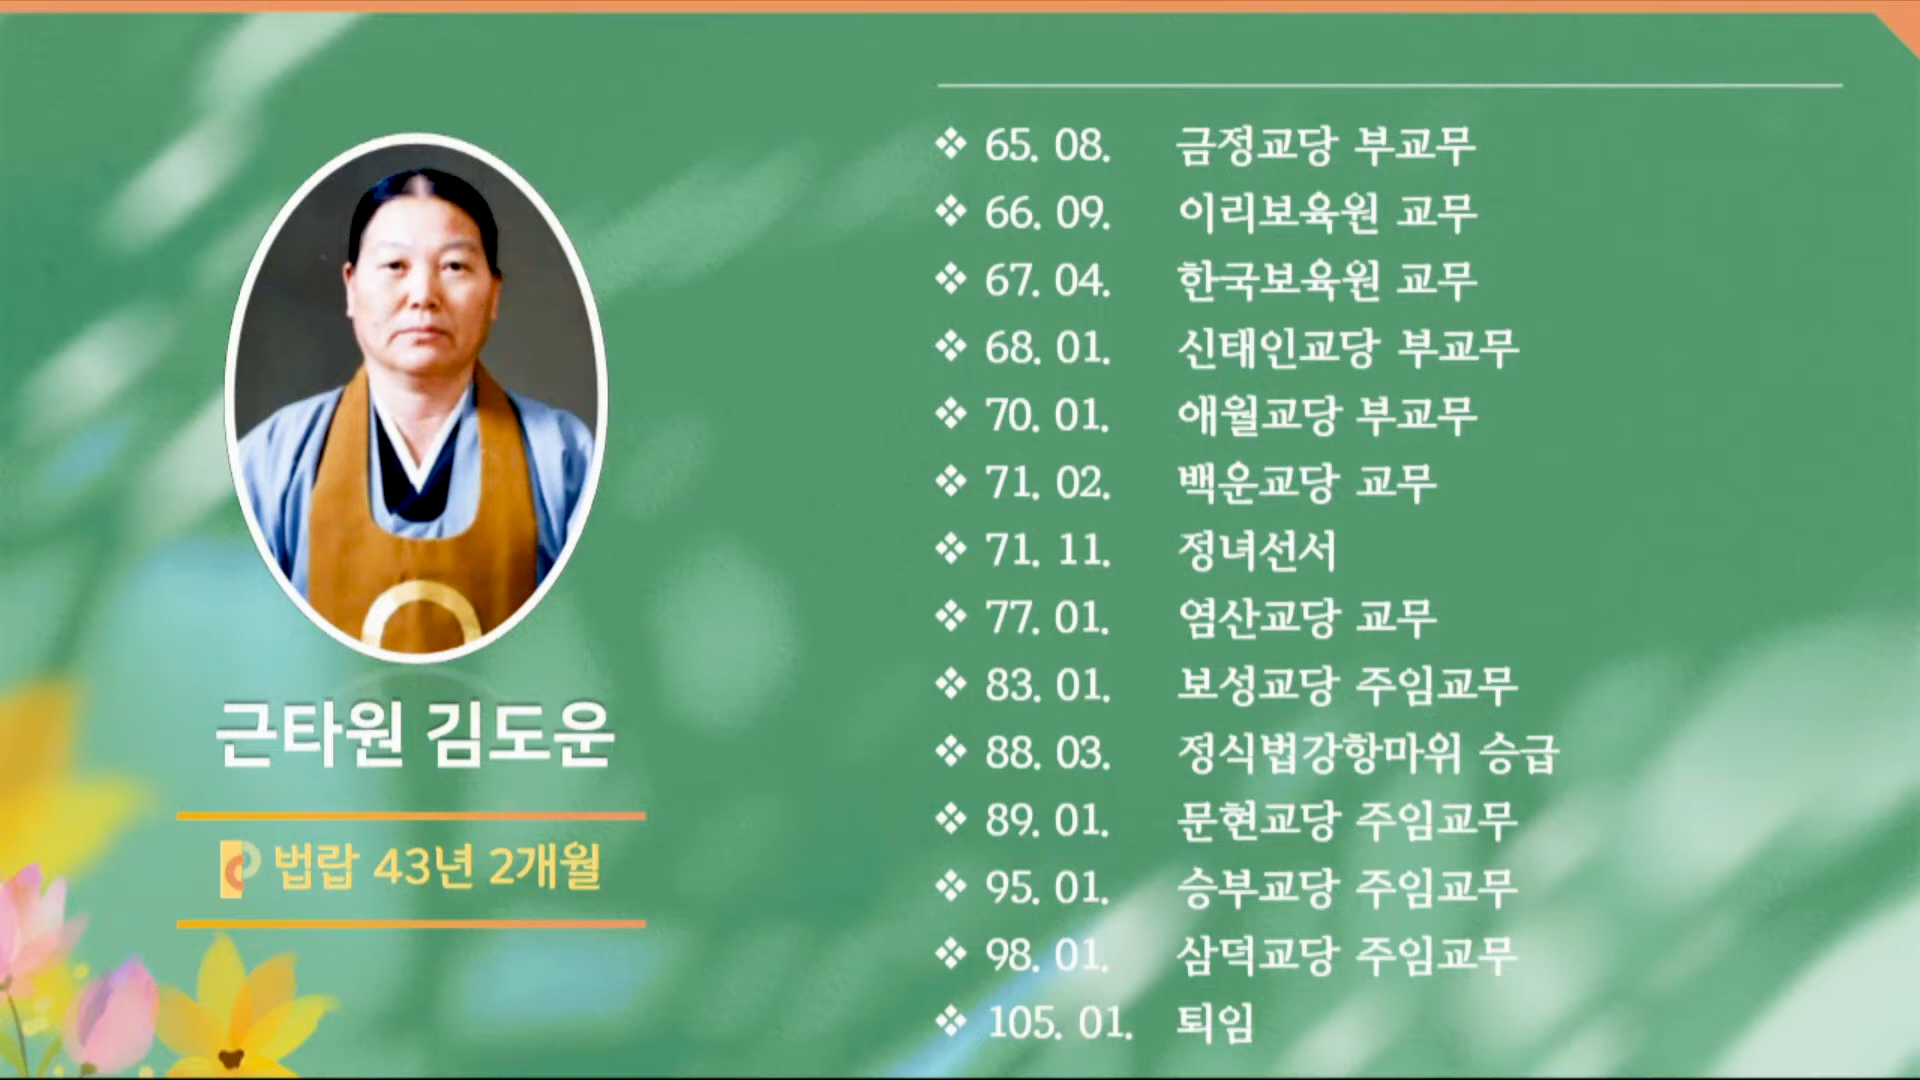 근타원 김도운
법랍 43년 2개월
❖ 65. 08. 금정교당 부교무
❖ 66. 09. 이리보육원 교무
❖ 67. 04. 한국보육원 교무
❖ 68. 01. 신태인교당 부교무
❖ 70. 01. 애월교당 부교무
❖ 71. 02. 백운교당 교무
❖ 71. 11. 정녀선서
❖ 77. 01. 염산교당 교무
❖ 83. 01. 보성교당 주임교무
❖ 88. 03. 정식법강항마위 승급
❖ 89. 01. 문현교당 주임교무
❖ 95. 01. 승부교당 주임교무
❖ 98. 01. 삼덕교당 주임교무
❖ 105. 01. 퇴임